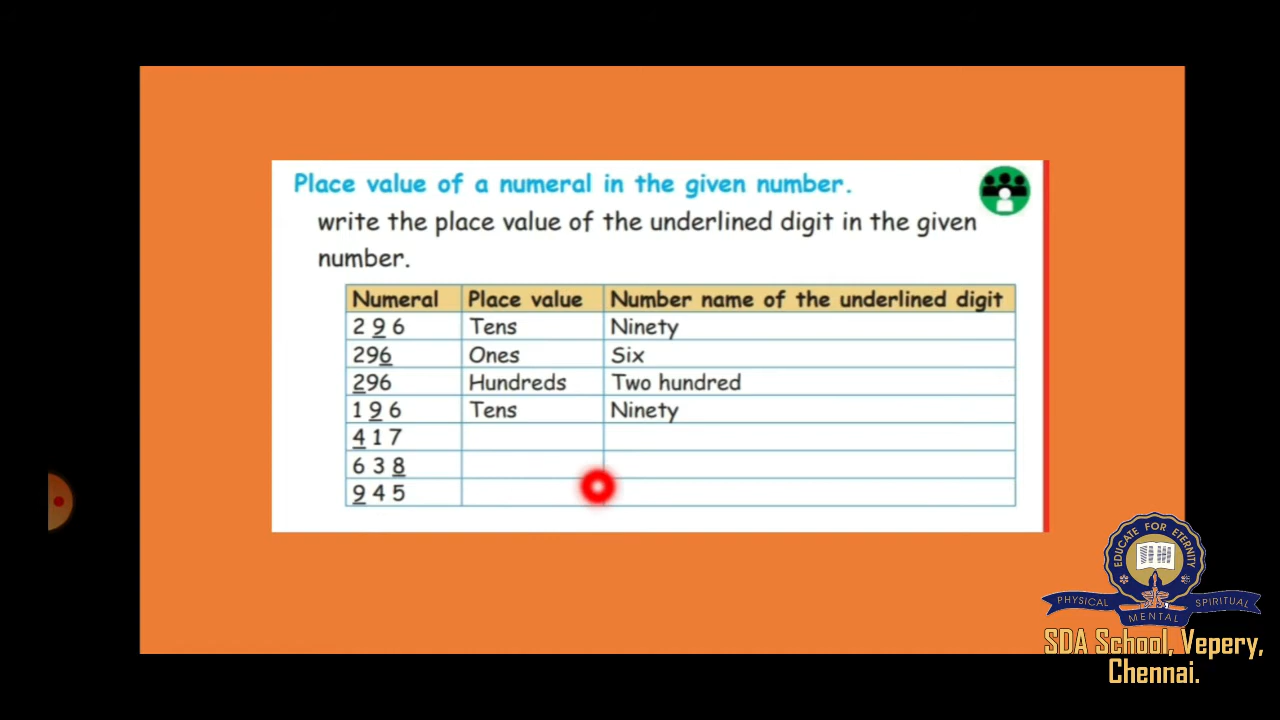 Place value of a numeral in the given number.
write the place value of the underlined digit in the given
number.
Numeral Place value Number name of the underlined digit
2 9 6 Tens Ninety
296 Ones Six
296 Hundreds Two hundred
1 9 6 Tens Ninety
4 1 7
6 3 8
9 4 5
EDUCATE FOR ETERNITY
PHYSICAL MENTAL SPIRITUAL
SDA School, Vepery,
Chennai.